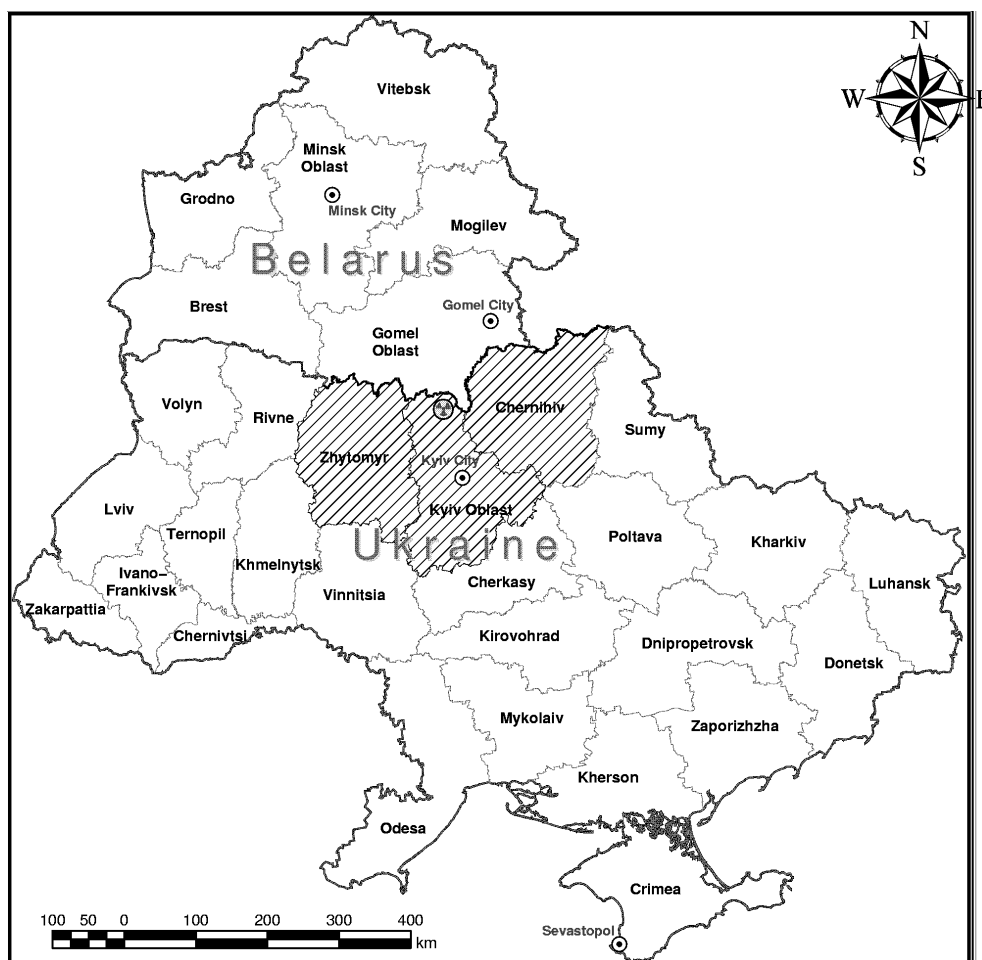 N
W
E
S
Vitebsk
Minsk
Oblast
Minsk City
Grodno
Mogilev
Belarus
Brest
Gomel City
Gomel
Oblast
Volyn
Rivne
Zhytomyr
Chernihiv
Kyiv City
Kyiv Oblast
Sumy
Lviv
Ternopil
Khmelnytsk
Ukraine
Poltava
Kharkiv
Luhansk
Ivano–
Frankivsk
Zakarpattia
Chernivtsi
Vinnitsia
Cherkasy
Kirovohrad
Dnipropetrovsk
Donetsk
Mykolaiv
Zaporizhzha
Kherson
Odesa
Crimea
Sevastopol
100 50 0 100 200 300 400
km